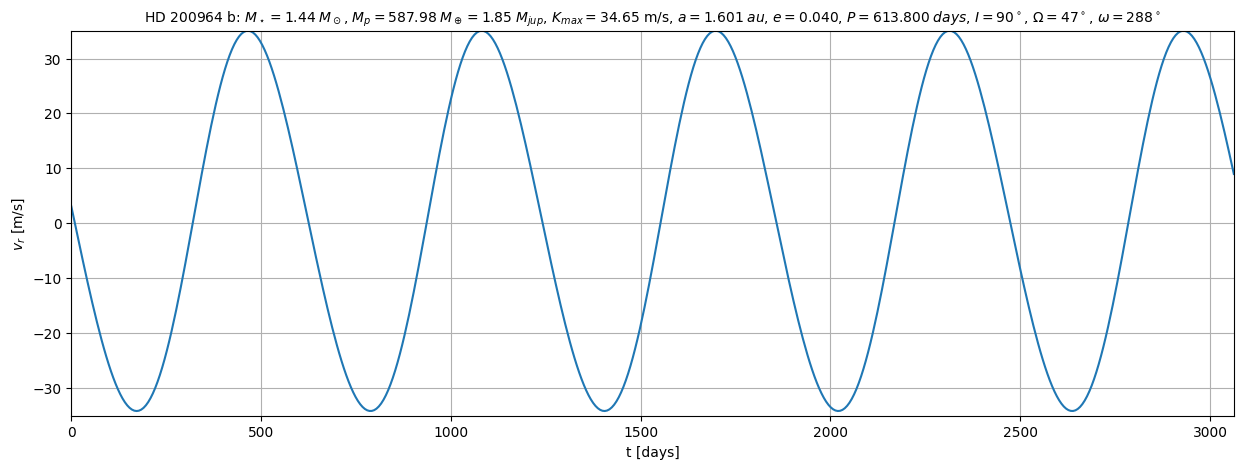 HD 200964 b: M⋆ = 1.44 M⊙, Mp = 587.98 M⊕ = 1.85 Mjup, Kmax = 34.65 m/s, a = 1.601 au, e = 0.040, P = 613.800 days, I = 90°, Ω = 47°, ω = 288°
30
20
10
0
−10
−20
−30
vr [m/s]
0 500 1000 1500 2000 2500 3000
t [days]